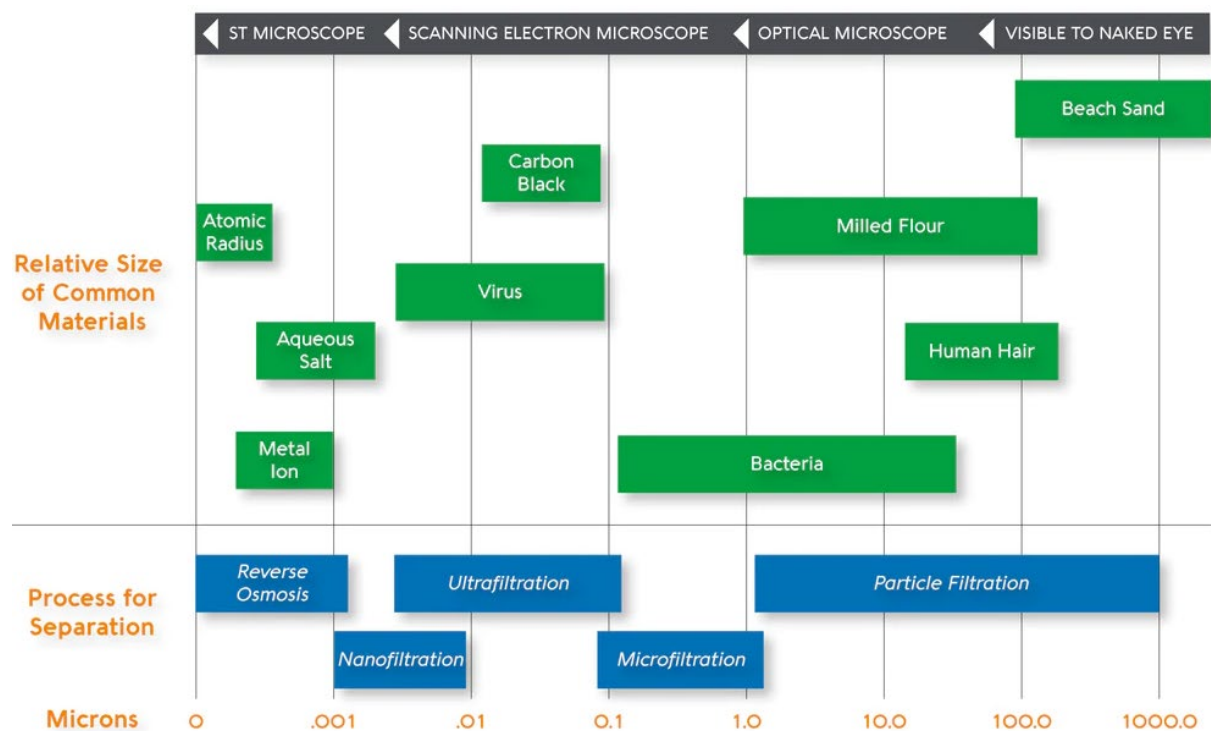 ST MICROSCOPE
SCANNING ELECTRON MICROSCOPE
OPTICAL MICROSCOPE
VISIBLE TO NAKED EYE
Beach Sand
Carbon
Black
Atomic
Radius
Milled Flour
Relative Size
of Common
Materials
Virus
Aqueous
Salt
Human Hair
Metal
Ion
Bacteria
Process for
Separation
Reverse
Osmosis
Ultrafiltration
Particle Filtration
Nanofiltration
Microfiltration
Microns
0
.001
.01
0.1
1.0
10.0
100.0
1000.0